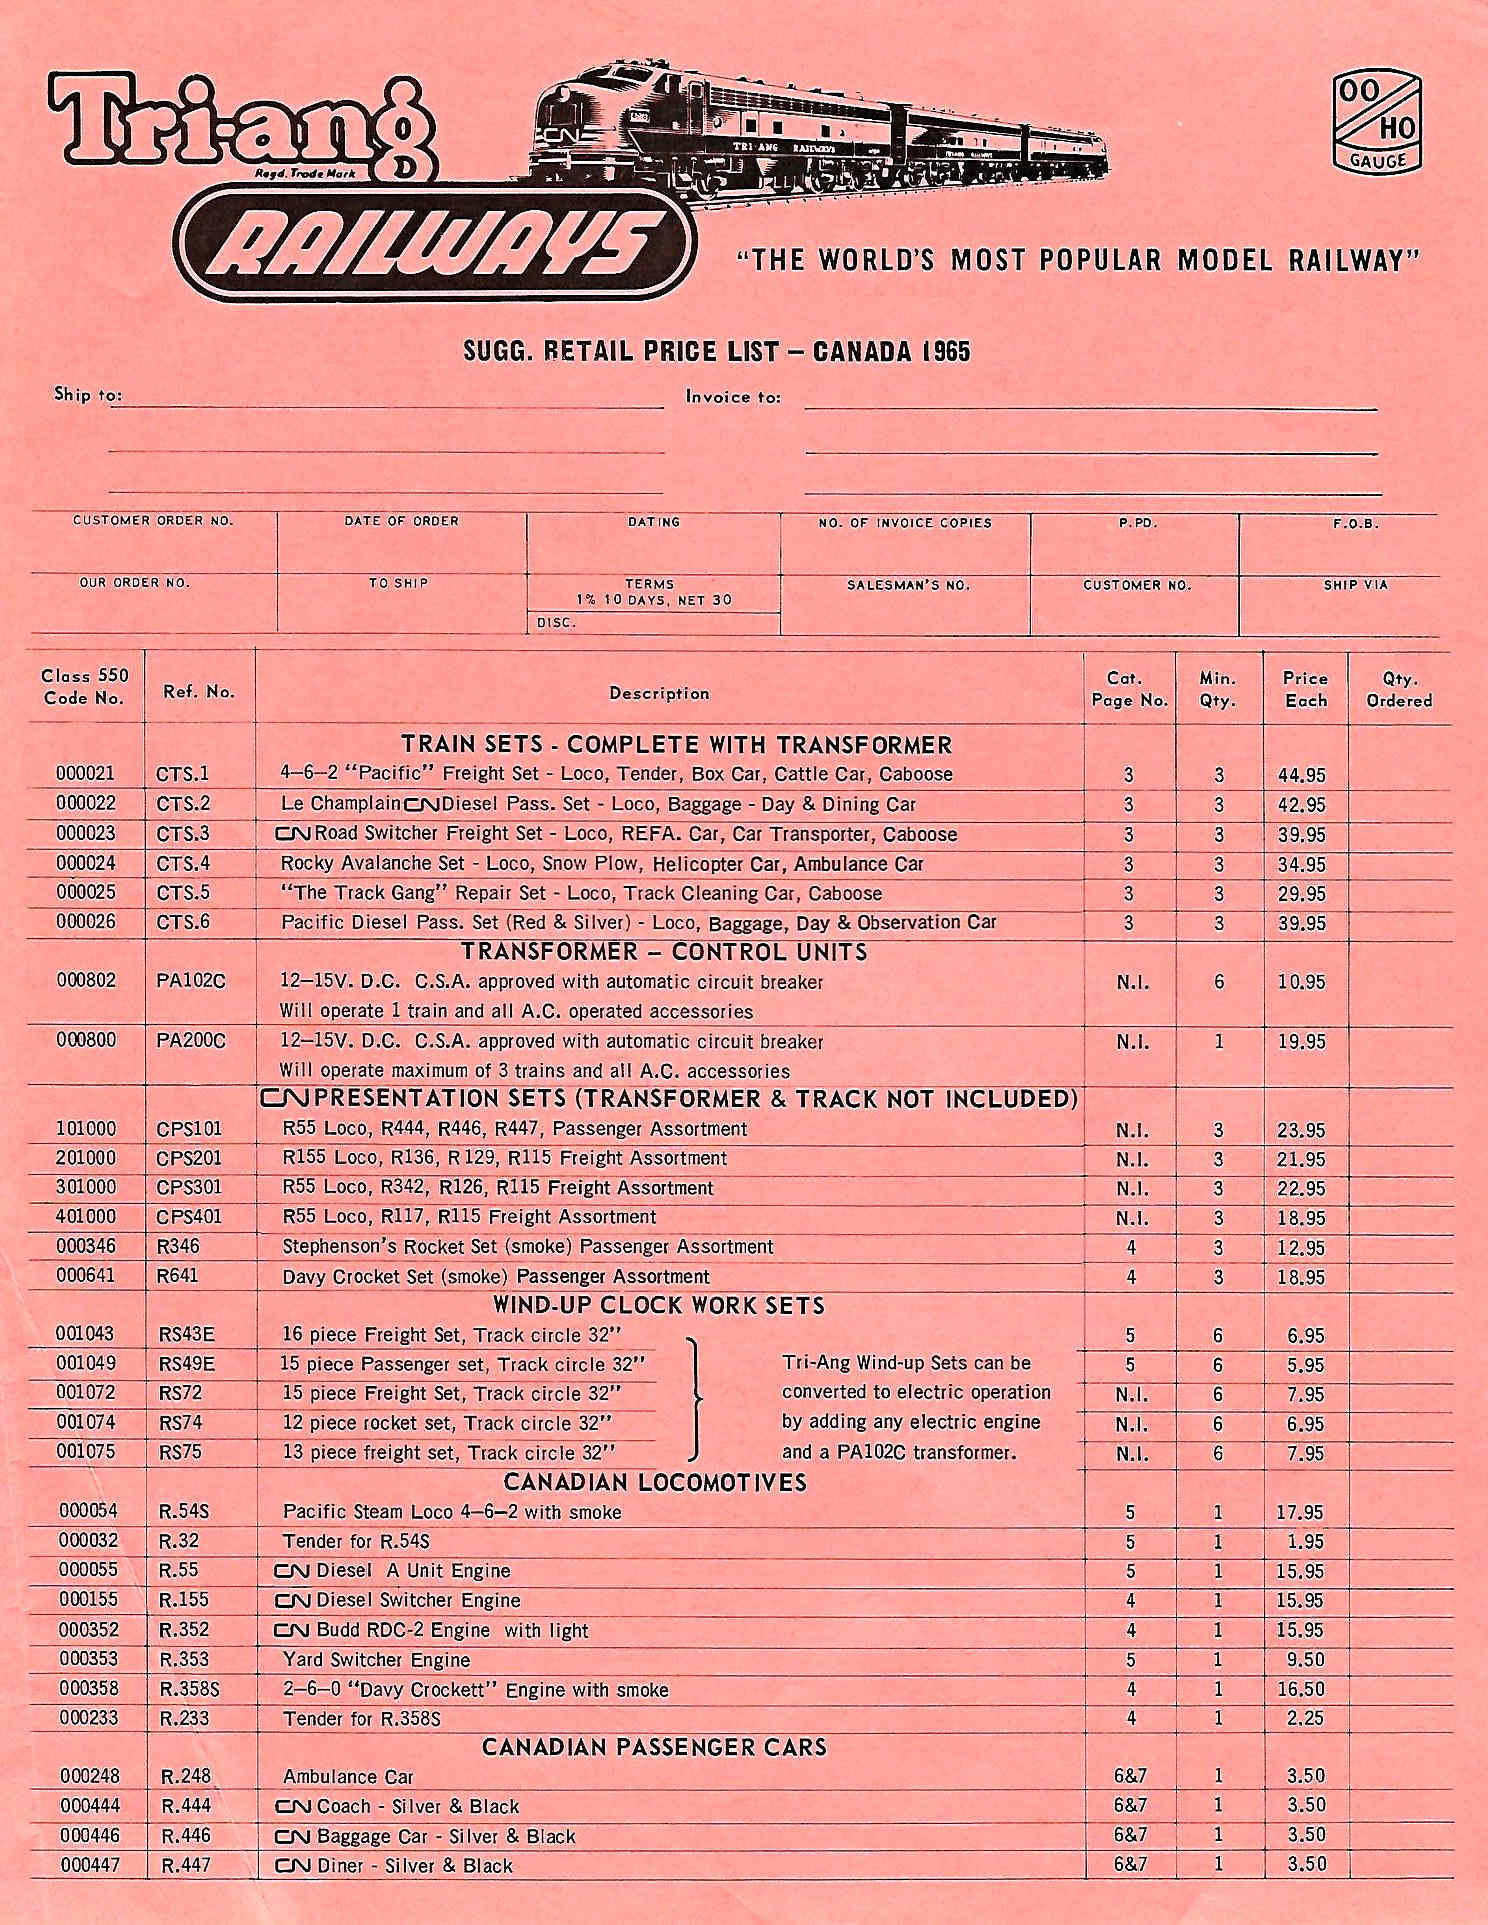 Tri-ang
Regd. Trade Mark
RAILWAYS
CN
TRI-ANG RAILWAYS
OO
HO
GAUGE
"THE WORLD'S MOST POPULAR MODEL RAILWAY"
SUGG. RETAIL PRICE LIST – CANADA 1965
Ship to: Invoice to:
CUSTOMER ORDER NO. DATE OF ORDER DATING NO. OF INVOICE COPIES P.PD. F.O.B.
OUR ORDER NO. TO SHIP TERMS SALESMAN'S NO. CUSTOMER NO. SHIP VIA
1% 10 DAYS, NET 30
DISC.
Class 550 Code No. Ref. No. Description Cat. Page No. Min. Qty. Price Each Qty. Ordered
TRAIN SETS - COMPLETE WITH TRANSFORMER
000021 CTS.1 4–6–2 "Pacific" Freight Set - Loco, Tender, Box Car, Cattle Car, Caboose 3 3 44.95
000022 CTS.2 Le Champlain CN Diesel Pass. Set - Loco, Baggage - Day & Dining Car 3 3 42.95
000023 CTS.3 CN Road Switcher Freight Set - Loco, REFA. Car, Car Transporter, Caboose 3 3 39.95
000024 CTS.4 Rocky Avalanche Set - Loco, Snow Plow, Helicopter Car, Ambulance Car 3 3 34.95
000025 CTS.5 "The Track Gang" Repair Set - Loco, Track Cleaning Car, Caboose 3 3 29.95
000026 CTS.6 Pacific Diesel Pass. Set (Red & Silver) - Loco, Baggage, Day & Observation Car 3 3 39.95
TRANSFORMER – CONTROL UNITS
000802 PA102C 12–15V. D.C. C.S.A. approved with automatic circuit breaker N.I. 6 10.95
Will operate 1 train and all A.C. operated accessories
000800 PA200C 12–15V. D.C. C.S.A. approved with automatic circuit breaker N.I. 1 19.95
Will operate maximum of 3 trains and all A.C. accessories
CN PRESENTATION SETS (TRANSFORMER & TRACK NOT INCLUDED)
101000 CPS101 R55 Loco, R444, R446, R447, Passenger Assortment N.I. 3 23.95
201000 CPS201 R155 Loco, R136, R129, R115 Freight Assortment N.I. 3 21.95
301000 CPS301 R55 Loco, R342, R126, R115 Freight Assortment N.I. 3 22.95
401000 CPS401 R55 Loco, R117, R115 Freight Assortment N.I. 3 18.95
000346 R346 Stephenson's Rocket Set (smoke) Passenger Assortment 4 3 12.95
000641 R641 Davy Crocket Set (smoke) Passenger Assortment 4 3 18.95
WIND-UP CLOCK WORK SETS
001043 RS43E 16 piece Freight Set, Track circle 32" 5 6 6.95
001049 RS49E 15 piece Passenger set, Track circle 32" Tri-Ang Wind-up Sets can be 5 6 5.95
001072 RS72 15 piece Freight Set, Track circle 32" converted to electric operation N.I. 6 7.95
001074 RS74 12 piece rocket set, Track circle 32" by adding any electric engine N.I. 6 6.95
001075 RS75 13 piece freight set, Track circle 32" and a PA102C transformer. N.I. 6 7.95
CANADIAN LOCOMOTIVES
000054 R.54S Pacific Steam Loco 4–6–2 with smoke 5 1 17.95
000032 R.32 Tender for R.54S 5 1 1.95
000055 R.55 CN Diesel A Unit Engine 5 1 15.95
000155 R.155 CN Diesel Switcher Engine 4 1 15.95
000352 R.352 CN Budd RDC-2 Engine with light 4 1 15.95
000353 R.353 Yard Switcher Engine 5 1 9.50
000358 R.358S 2–6–0 "Davy Crockett" Engine with smoke 4 1 16.50
000233 R.233 Tender for R.358S 4 1 2.25
CANADIAN PASSENGER CARS
000248 R.248 Ambulance Car 6&7 1 3.50
000444 R.444 CN Coach - Silver & Black 6&7 1 3.50
000446 R.446 CN Baggage Car - Silver & Black 6&7 1 3.50
000447 R.447 CN Diner - Silver & Black 6&7 1 3.50